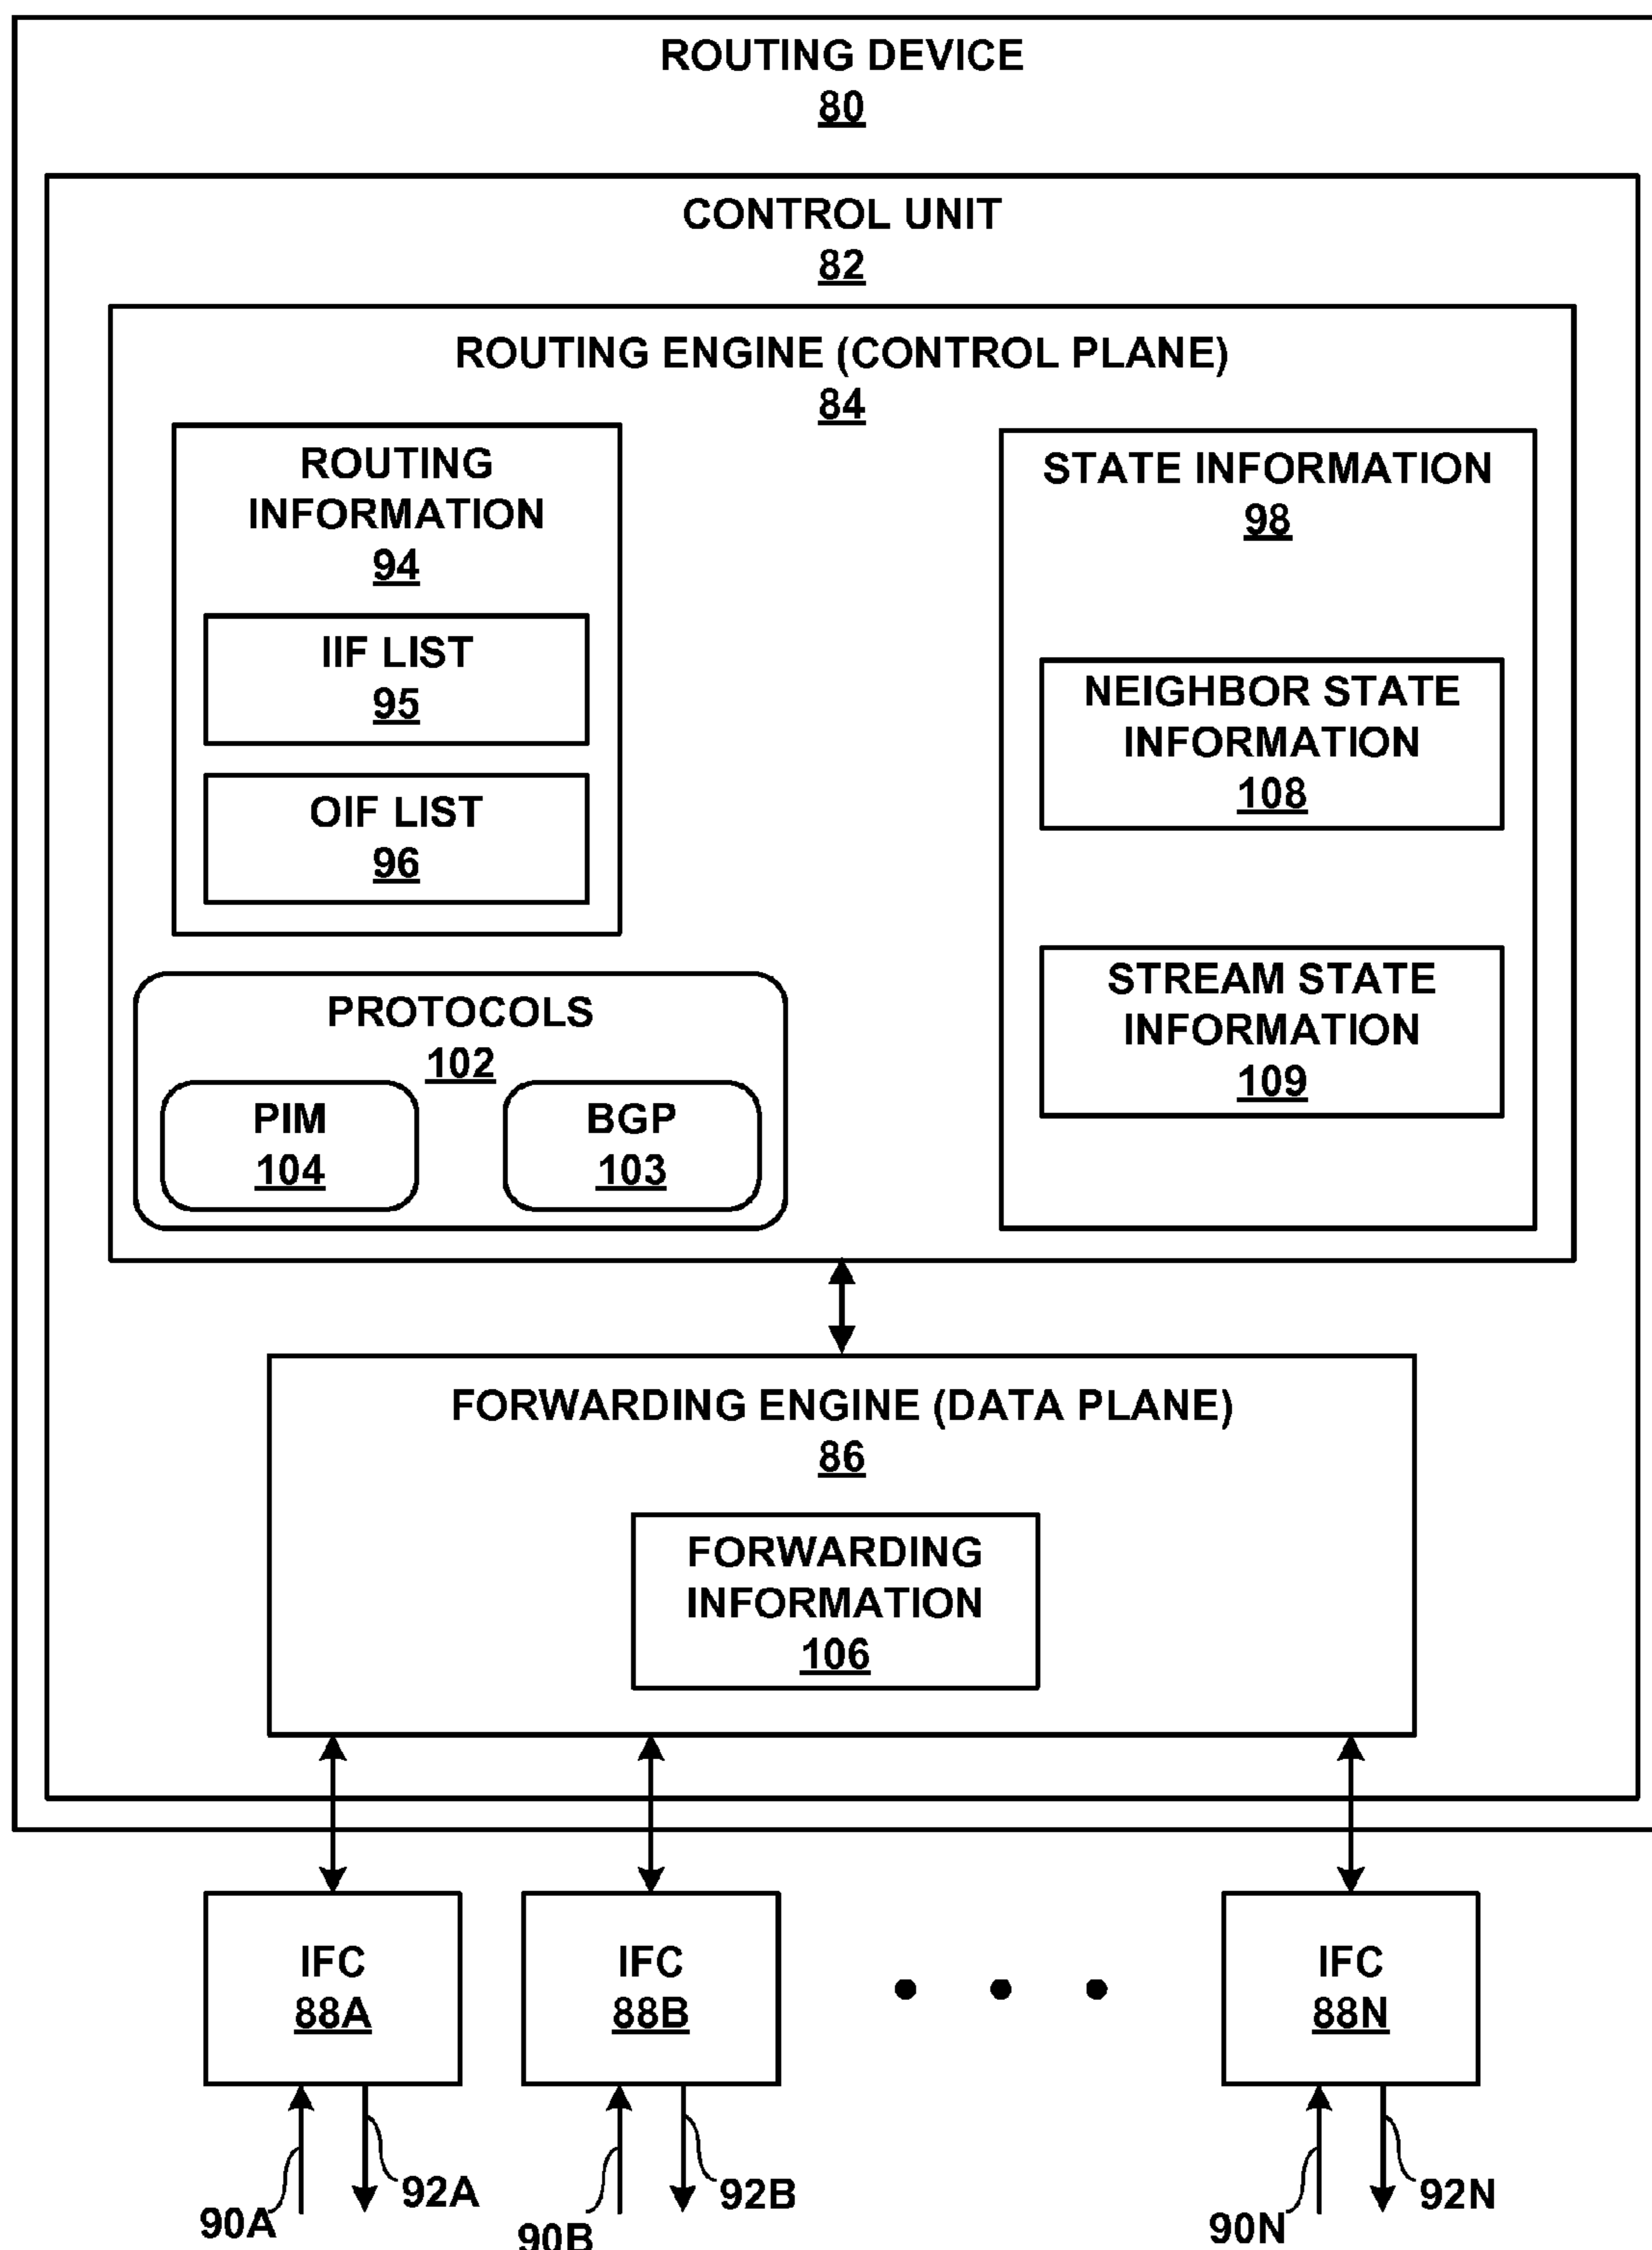 ROUTING DEVICE
80
CONTROL UNIT
82
ROUTING ENGINE (CONTROL PLANE)
84
ROUTING
INFORMATION
94
IIF LIST
95
OIF LIST
96
STATE INFORMATION
98
NEIGHBOR STATE
INFORMATION
108
STREAM STATE
INFORMATION
109
PROTOCOLS
102
PIM
104
BGP
103
FORWARDING ENGINE (DATA PLANE)
86
FORWARDING
INFORMATION
106
IFC
88A
IFC
88B
IFC
88N
90A
92A
90B
92B
90N
92N